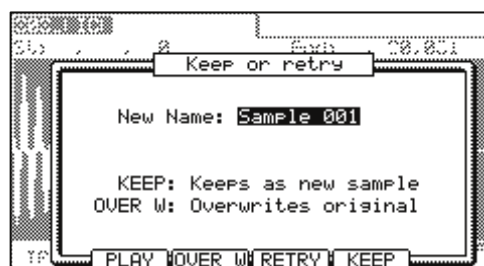 Keep or retry
New Name: Sample 001
KEEP: Keeps as new sample
OVER W: Overwrites original
PLAY OVER W RETRY KEEP